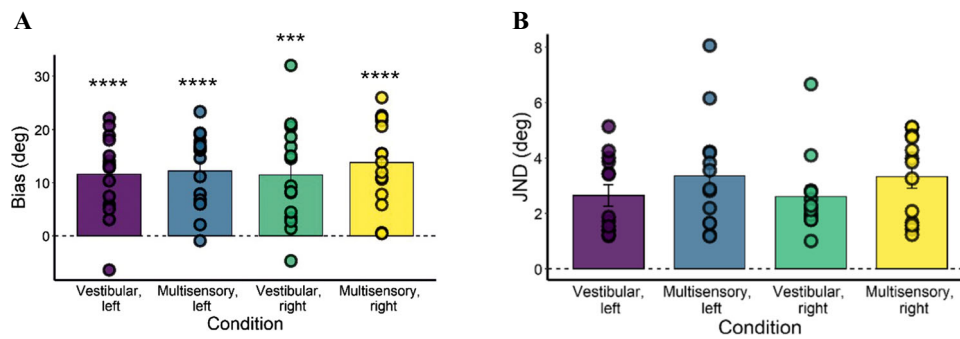 A
B
***
**** **** ****
30
20
10
0
Bias (deg)
Vestibular, left
Multisensory, left
Vestibular, right
Multisensory, right
Condition
8
6
4
2
0
JND (deg)
Vestibular, left
Multisensory, left
Vestibular, right
Multisensory, right
Condition